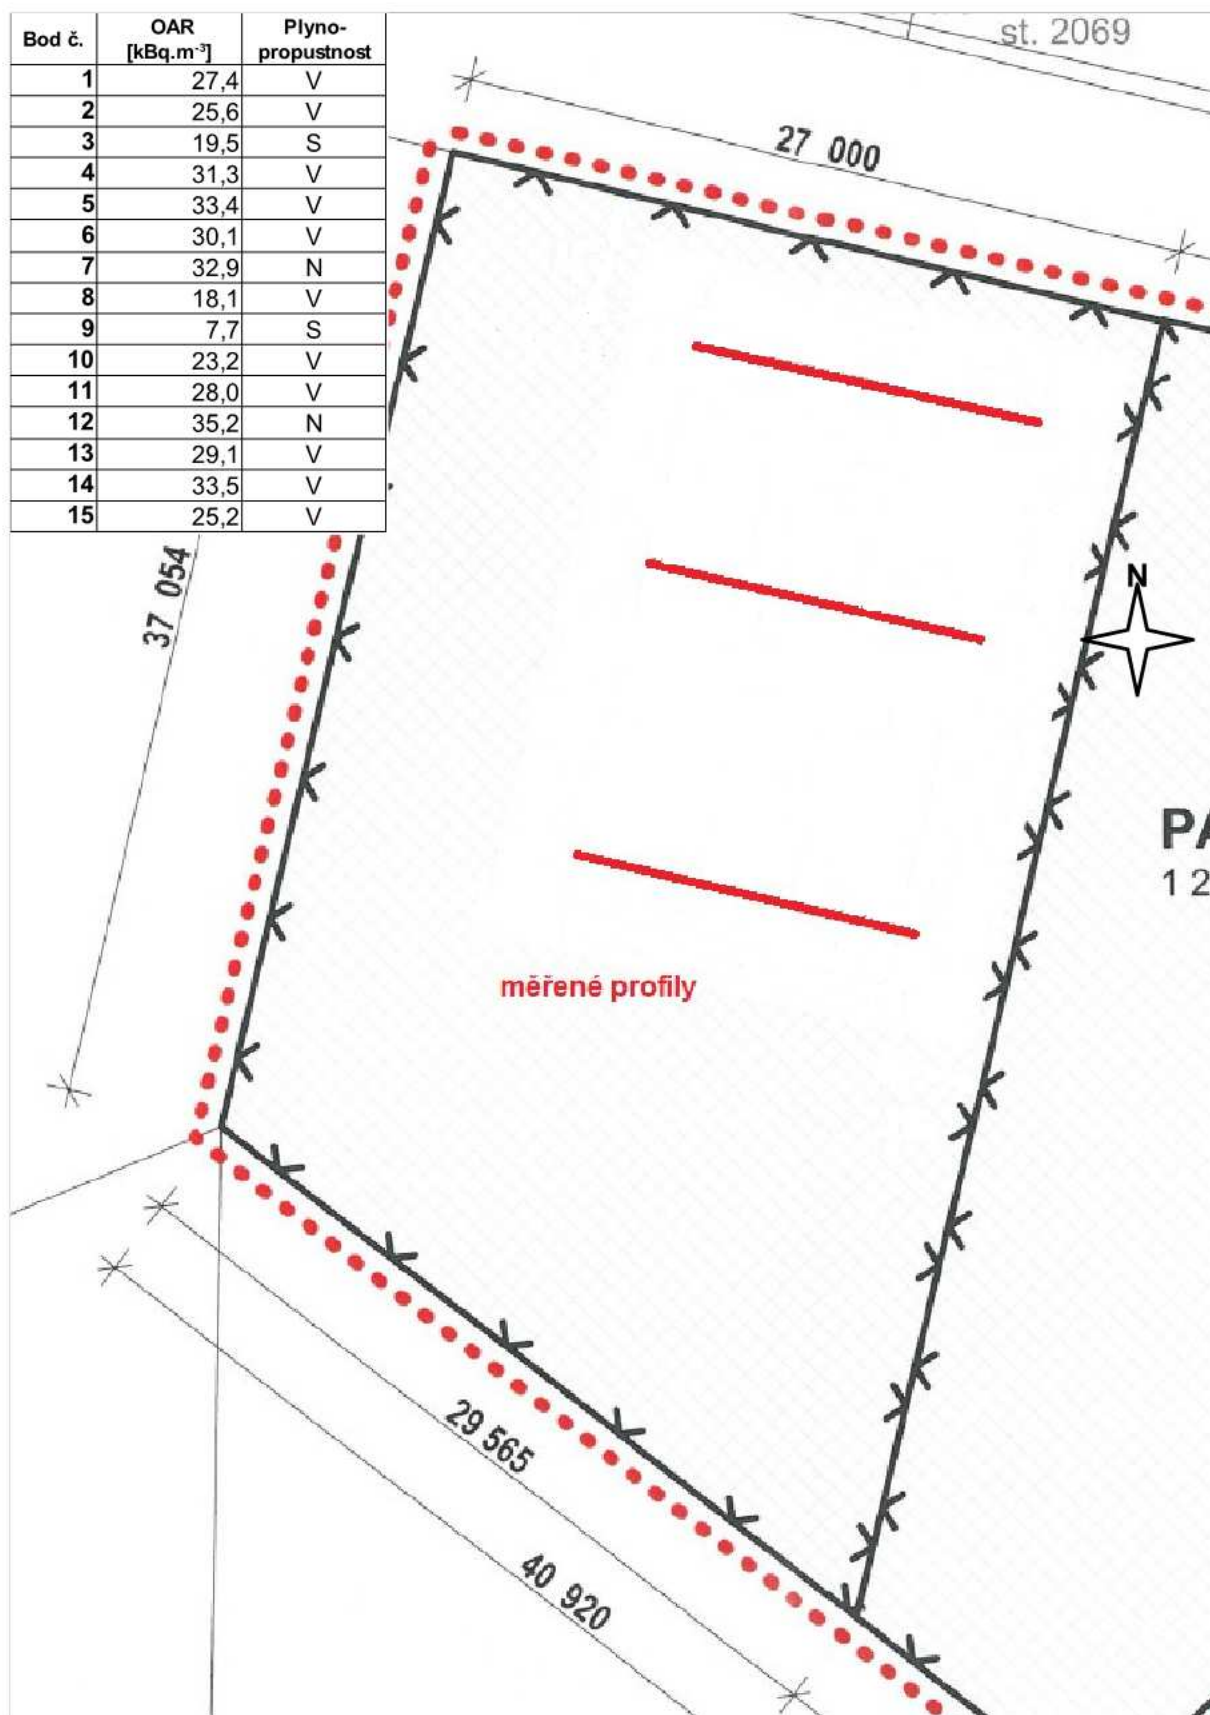 Bod č. OAR [kBq.m-3] Plyno-propustnost
1 27,4 V
2 25,6 V
3 19,5 S
4 31,3 V
5 33,4 V
6 30,1 V
7 32,9 N
8 18,1 V
9 7,7 S
10 23,2 V
11 28,0 V
12 35,2 N
13 29,1 V
14 33,5 V
15 25,2 V
st. 2069
27 000
37 054
N
PA
1 2
měřené profily
29 565
40 920